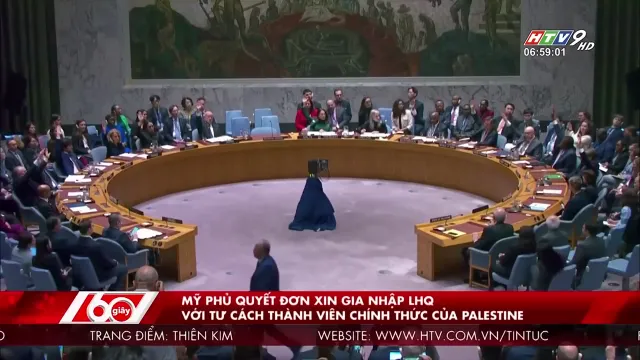 HTV9 HD
06:59:01
60 giây
MỸ PHỦ QUYẾT ĐƠN XIN GIA NHẬP LHQ
VỚI TƯ CÁCH THÀNH VIÊN CHÍNH THỨC CỦA PALESTINE
TRANG ĐIỂM: THIÊN KIM WEBSITE: WWW.HTV.COM.VN/TINTUC